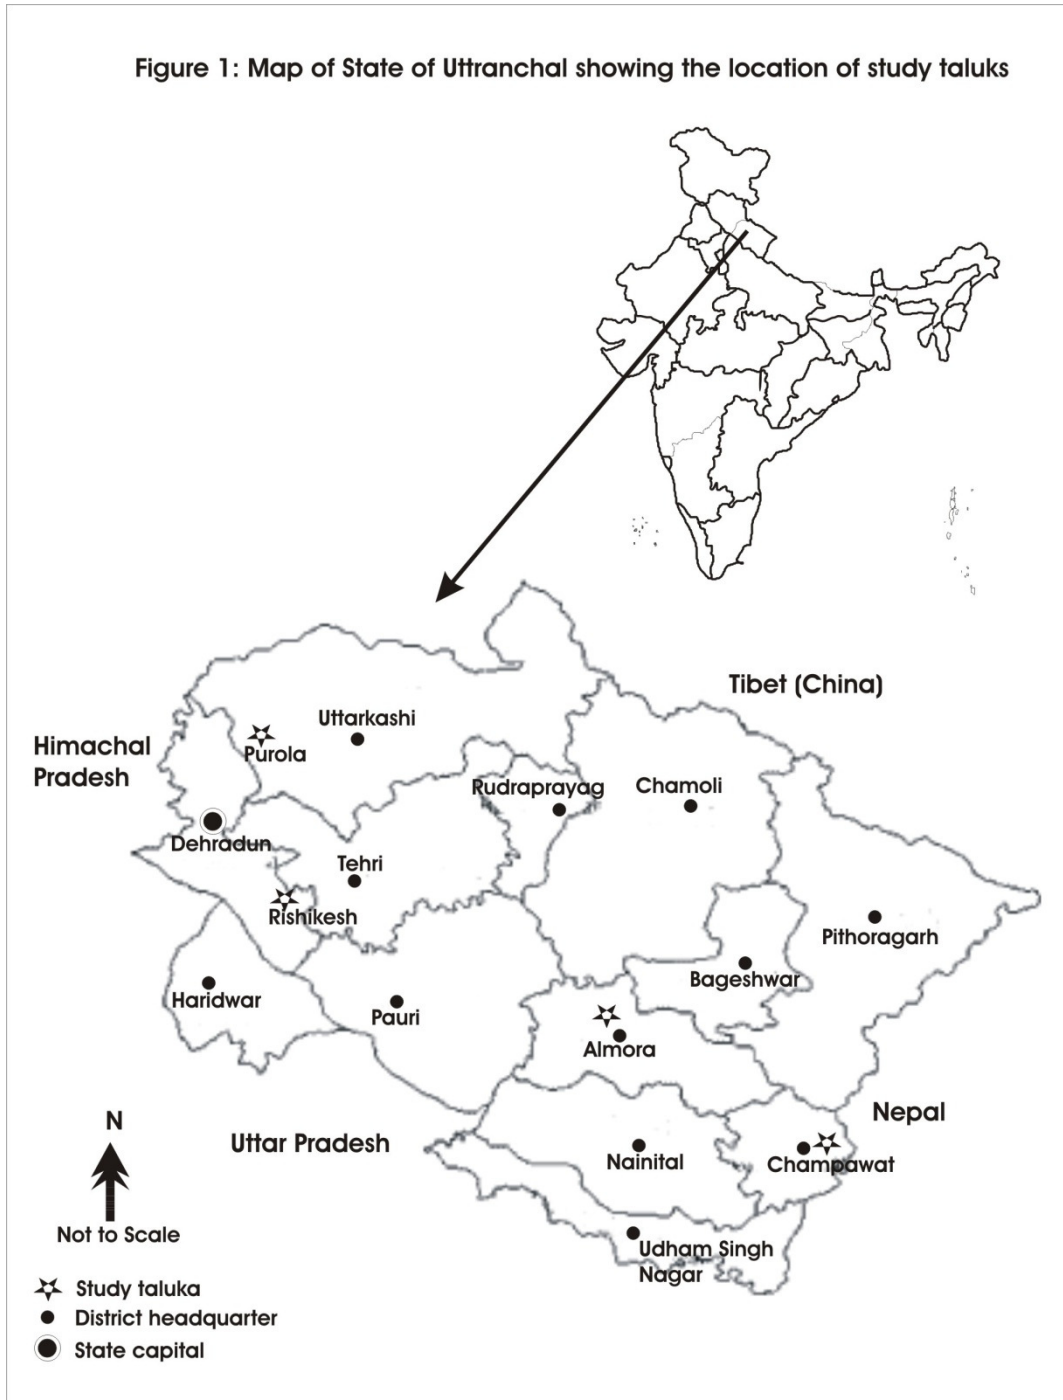 Figure 1: Map of State of Uttranchal showing the location of study taluks
Tibet (China)
Himachal
Pradesh
Uttarkashi
Purola
Rudraprayag
Chamoli
Dehradun
Tehri
Rishikesh
Pithoragarh
Bageshwar
Haridwar
Pauri
Almora
Nepal
N
Uttar Pradesh
Nainital
Champawat
Not to Scale
Udham Singh
Nagar
Study taluka
District headquarter
State capital